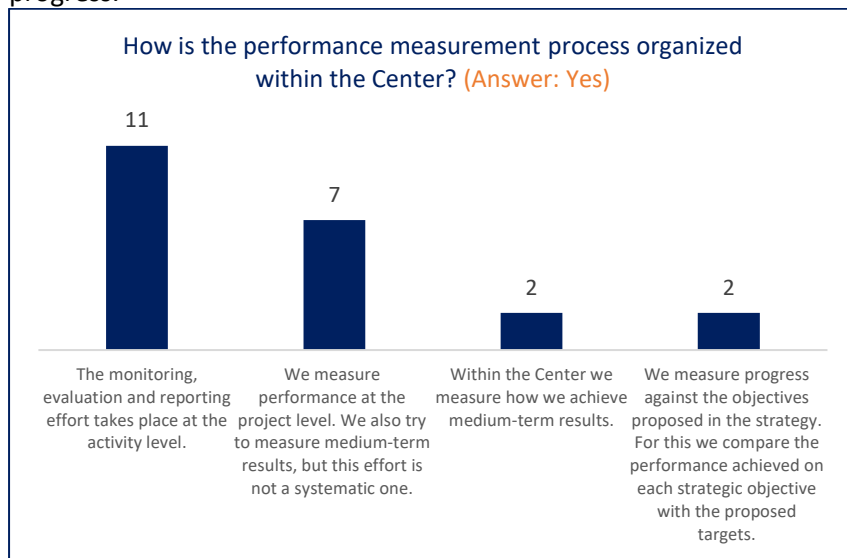 progress.
How is the performance measurement process organized
within the Center? (Answer: Yes)
11
7
2
2
The monitoring,
evaluation and reporting
effort takes place at the
activity level.
We measure
performance at the
project level. We also try
to measure medium-term
results, but this effort is
not a systematic one.
Within the Center we
measure how we achieve
medium-term results.
We measure progress
against the objectives
proposed in the strategy.
For this we compare the
performance achieved on
each strategic objective
with the proposed
targets.